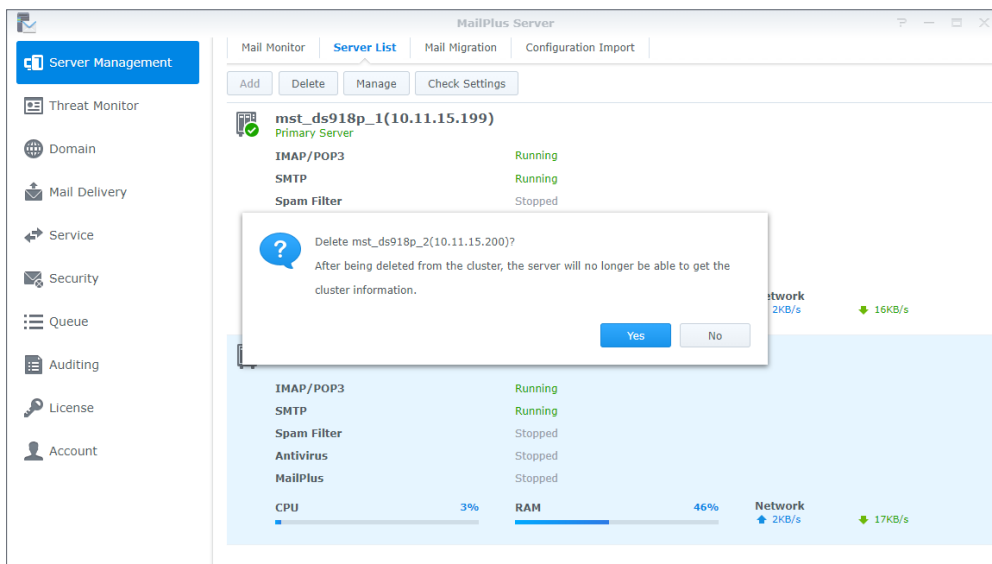 MailPlus Server
Server Management
Threat Monitor
Domain
Mail Delivery
Service
Security
Queue
Auditing
License
Account
Mail Monitor Server List Mail Migration Configuration Import
Add Delete Manage Check Settings
mst_ds918p_1(10.11.15.199)
Primary Server
IMAP/POP3 Running
SMTP Running
Spam Filter Stopped
Delete mst_ds918p_2(10.11.15.200)?
After being deleted from the cluster, the server will no longer be able to get the
cluster information.
Yes No
2KB/s 16KB/s
IMAP/POP3 Running
SMTP Running
Spam Filter Stopped
Antivirus Stopped
MailPlus Stopped
CPU 3% RAM 46% Network
2KB/s 17KB/s